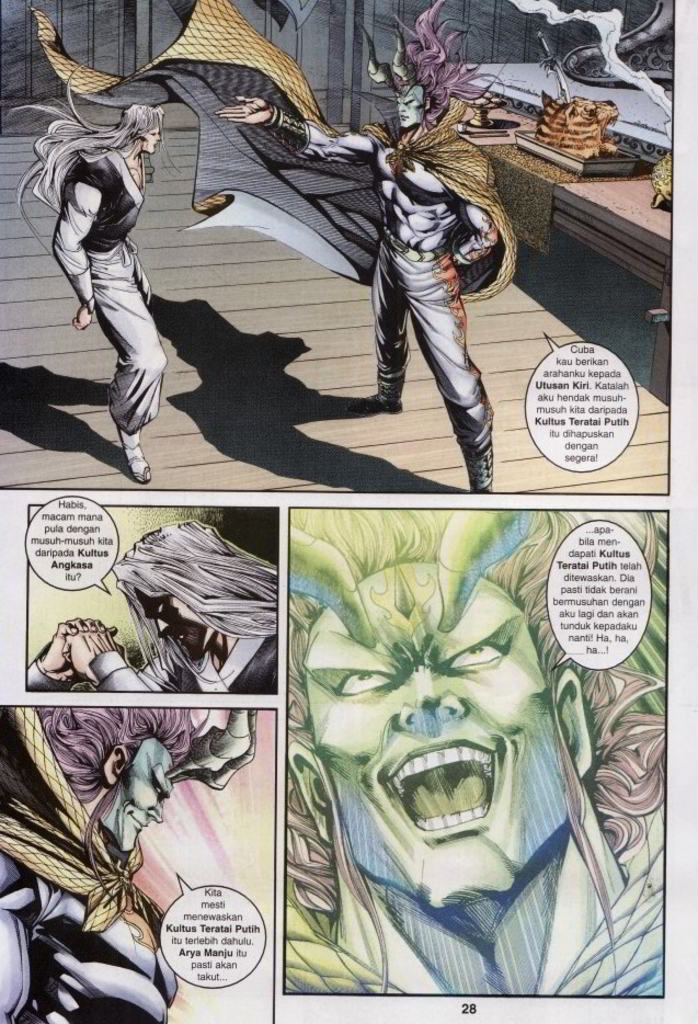 Cuba
kau berikan
arahanku kepada
Utusan Kiri. Katalah
aku hendak musuh-
musuh kita daripada
Kultus Teratai Putih
itu dihapuskan
dengan
segera!
Habis,
macam mana
pula dengan
musuh-musuh kita
daripada Kultus
Angkasa
itu?
Kita
mesti
menewaskan
Kultus Teratai Putih
itu terlebih dahulu.
Arya Manju itu
pasti akan
takut...
...apa-
bila men-
dapati Kultus
Teratai Putih telah
ditewaskan. Dia
pasti tidak berani
bermusuhan dengan
aku lagi dan akan
tunduk kepadaku
nanti! Ha, ha,
ha...!
28